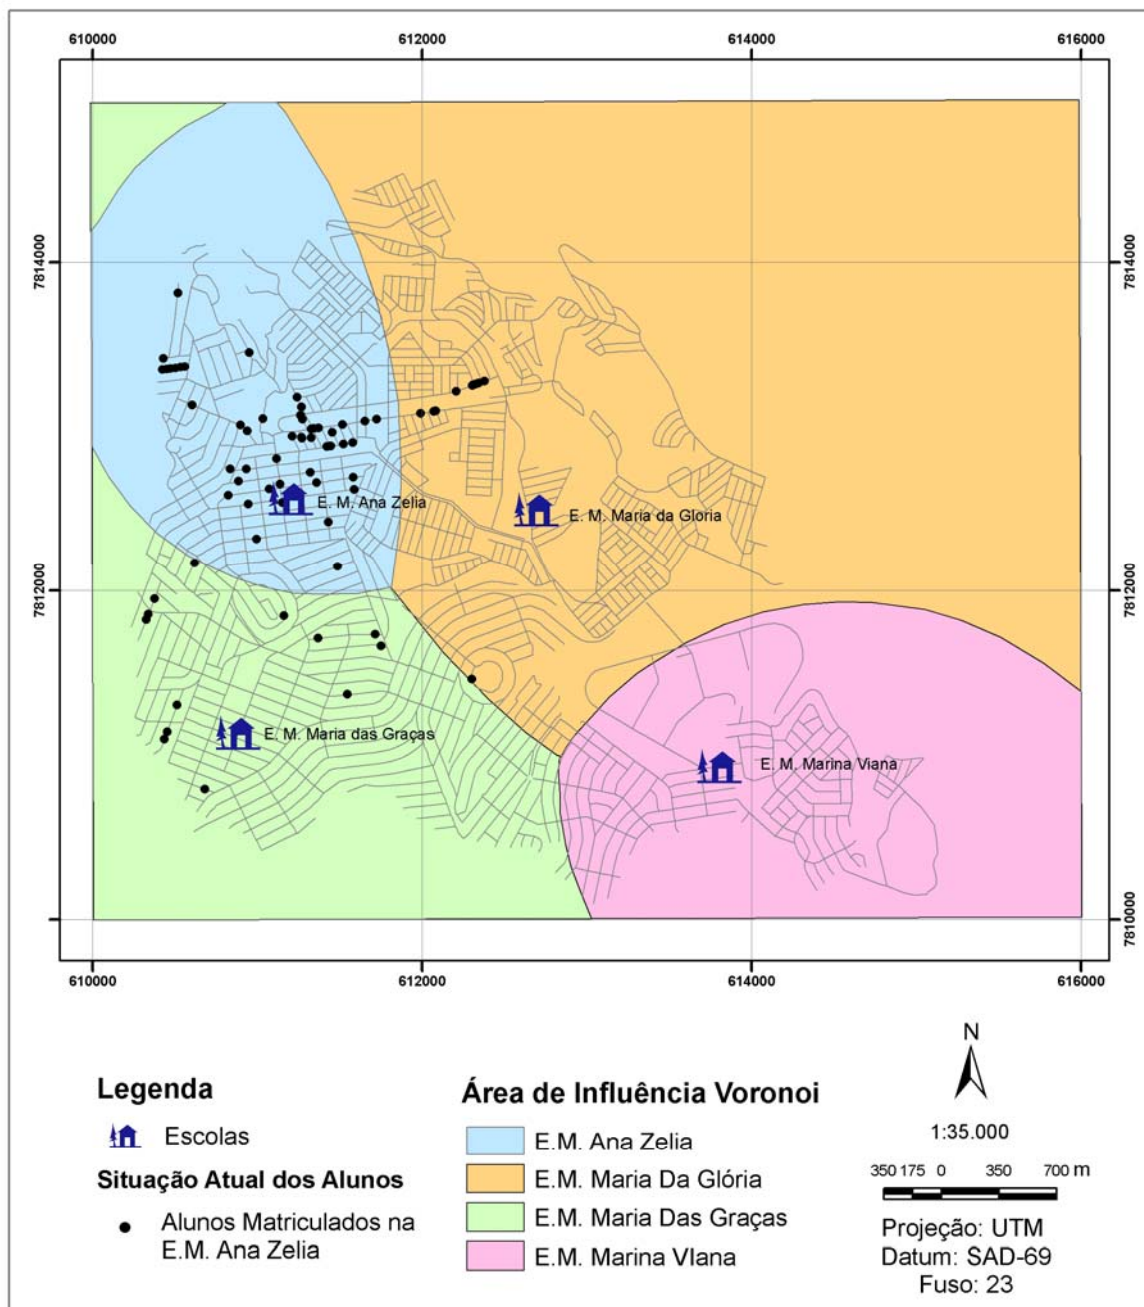 610000 612000 614000 616000
7814000 7814000
E. M. Ana Zelia
E. M. Maria da Gloria
7812000 7812000
E. M. Maria das Graças
E. M. Marina Viana
7810000 7810000
610000 612000 614000 616000
Legenda
Escolas
Situação Atual dos Alunos
Alunos Matriculados na
E.M. Ana Zelia
Área de Influência Voronoi
E.M. Ana Zelia
E.M. Maria Da Glória
E.M. Maria Das Graças
E.M. Marina VIana
N
1:35.000
350 175 0 350 700 m
Projeção: UTM
Datum: SAD-69
Fuso: 23